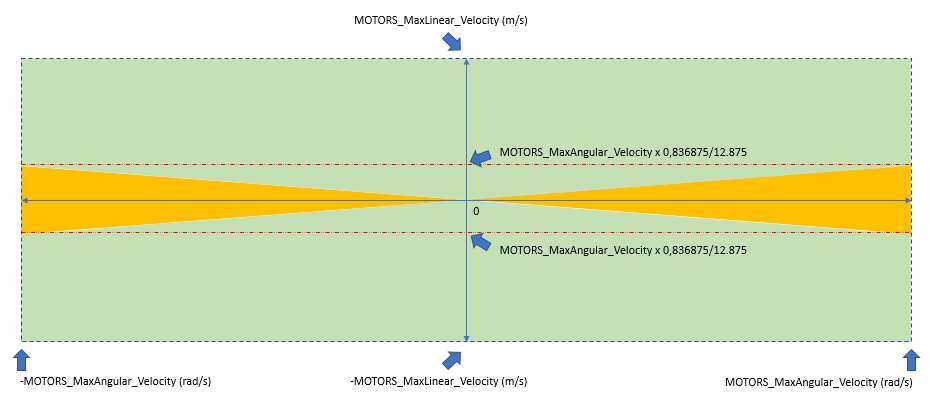 MOTORS_MaxLinear_Velocity (m/s)
MOTORS_MaxAngular_Velocity x 0,836875/12.875
0
MOTORS_MaxAngular_Velocity x 0,836875/12.875
-MOTORS_MaxAngular_Velocity (rad/s)
-MOTORS_MaxLinear_Velocity (m/s)
MOTORS_MaxAngular_Velocity (rad/s)